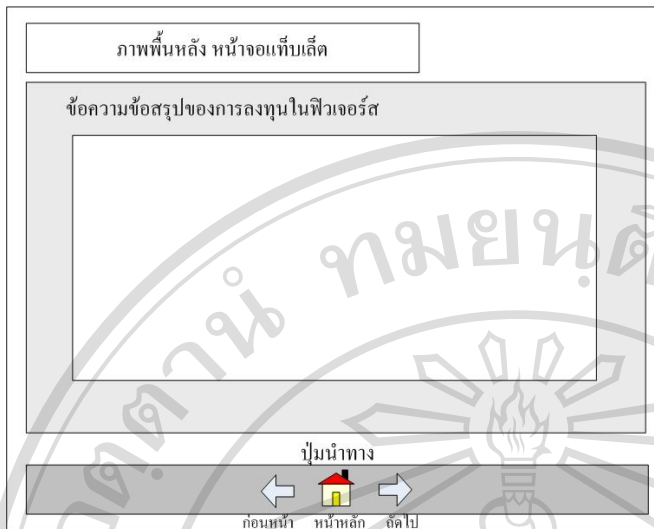 ภาพพื้นหลัง หน้าจอแท็บเล็ต
ข้อความข้อสรุปของการลงทุนในฟิวเจอร์ส
ปุ่มนำทาง
ก่อนหน้า หน้าหลัก ถัดไป